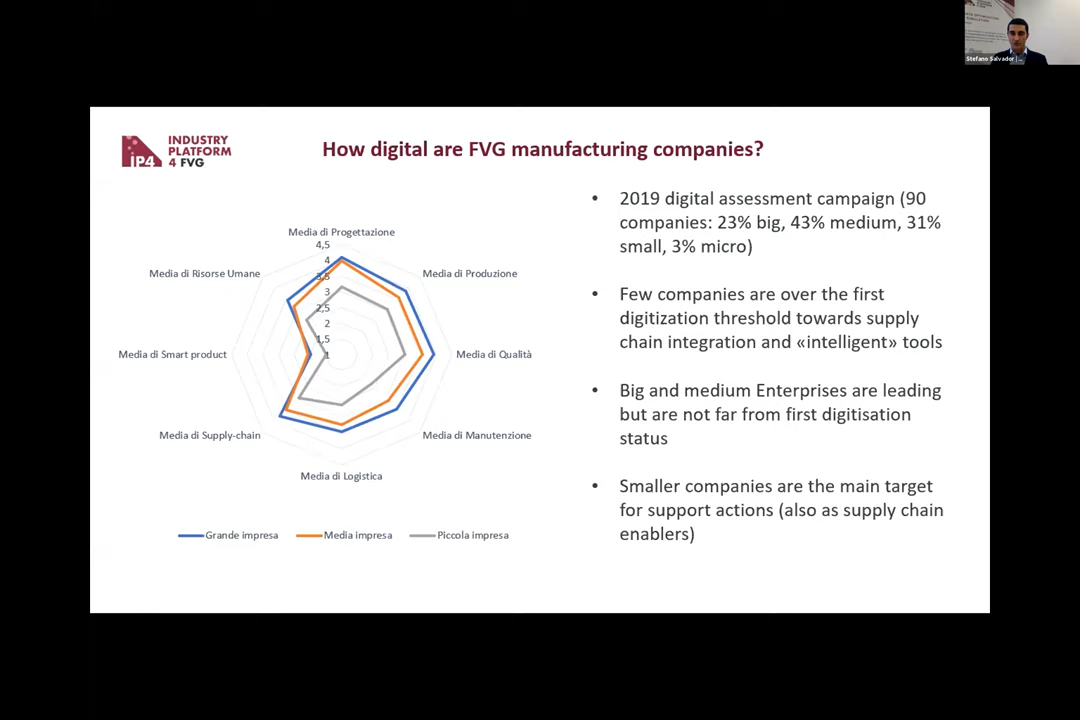 Stefano Salvador | ...
INDUSTRY
PLATFORM
4 FVG
iP4
How digital are FVG manufacturing companies?
Media di Progettazione
4,5
4
3,5
3
2,5
2
1,5
1
Media di Risorse Umane
Media di Produzione
Media di Smart product
Media di Qualità
Media di Supply-chain
Media di Manutenzione
Media di Logistica
Grande impresa
Media impresa
Piccola impresa
• 2019 digital assessment campaign (90
companies: 23% big, 43% medium, 31%
small, 3% micro)
• Few companies are over the first
digitization threshold towards supply
chain integration and «intelligent» tools
• Big and medium Enterprises are leading
but are not far from first digitisation
status
• Smaller companies are the main target
for support actions (also as supply chain
enablers)